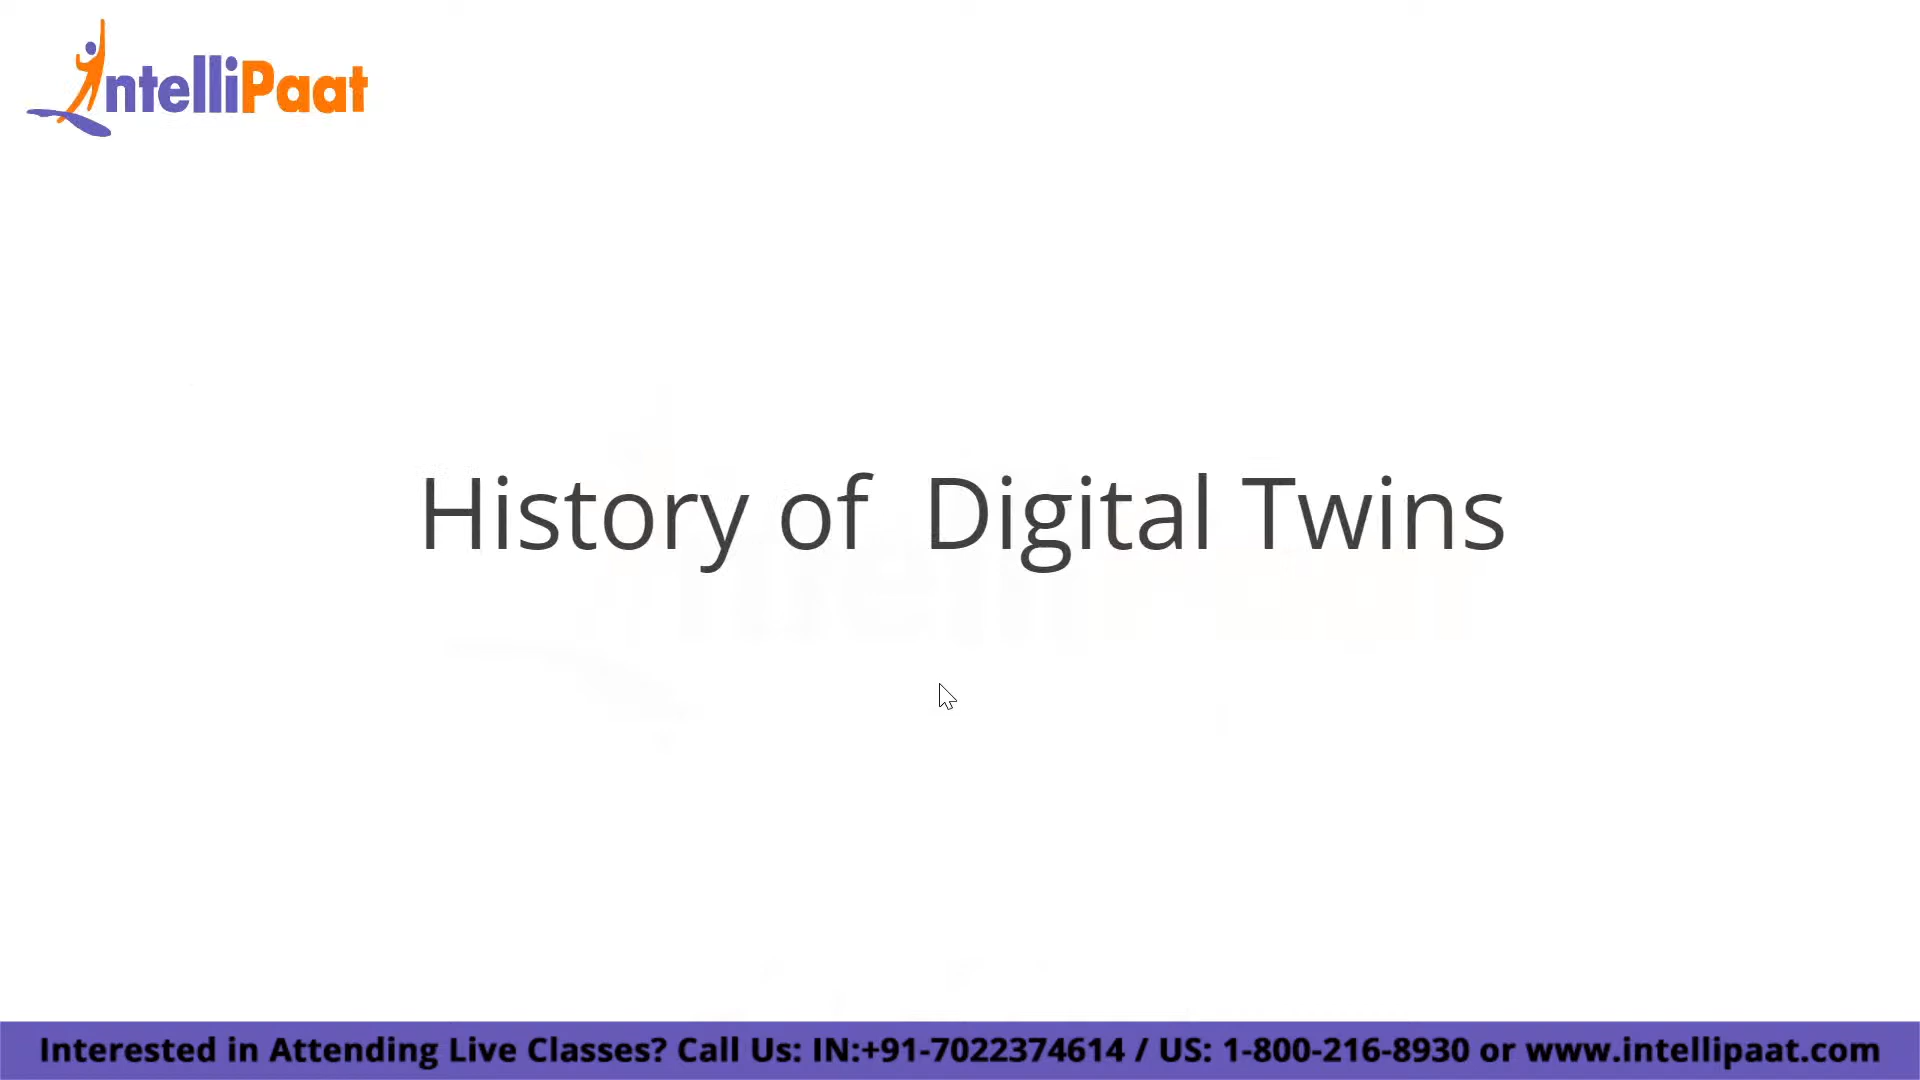 IntelliPaat
History of  Digital Twins
Interested in Attending Live Classes? Call Us: IN:+91-7022374614 / US: 1-800-216-8930 or www.intellipaat.com